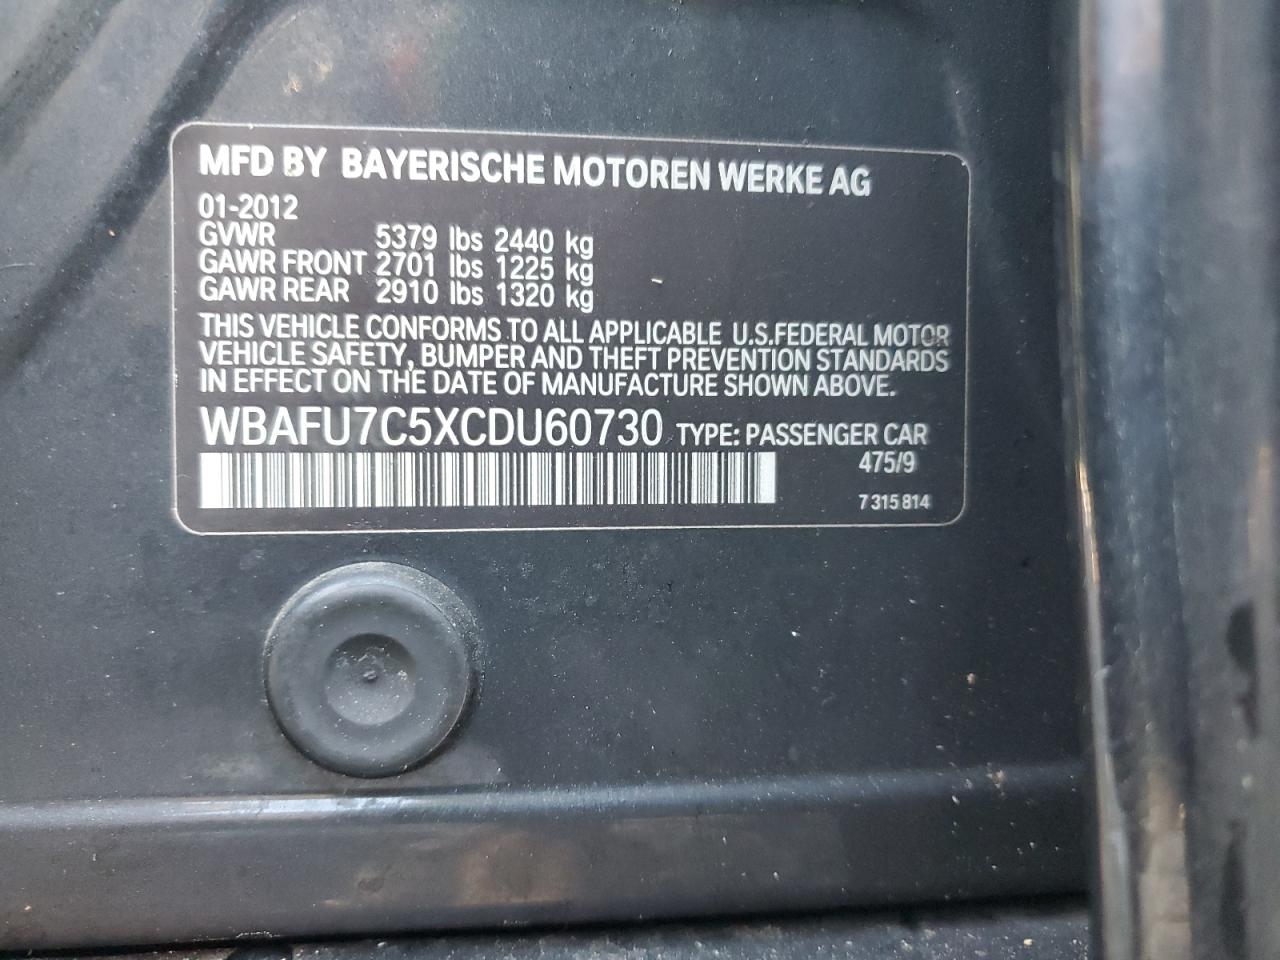 MFD BY BAYERISCHE MOTOREN WERKE AG
01-2012
GVWR 5379 lbs 2440 kg
GAWR FRONT 2701 lbs 1225 kg
GAWR REAR 2910 lbs 1320 kg
THIS VEHICLE CONFORMS TO ALL APPLICABLE U.S.FEDERAL MOTOR
VEHICLE SAFETY, BUMPER AND THEFT PREVENTION STANDARDS
IN EFFECT ON THE DATE OF MANUFACTURE SHOWN ABOVE.
WBAFU7C5XCDU60730 TYPE: PASSENGER CAR
475/9
7 315 814